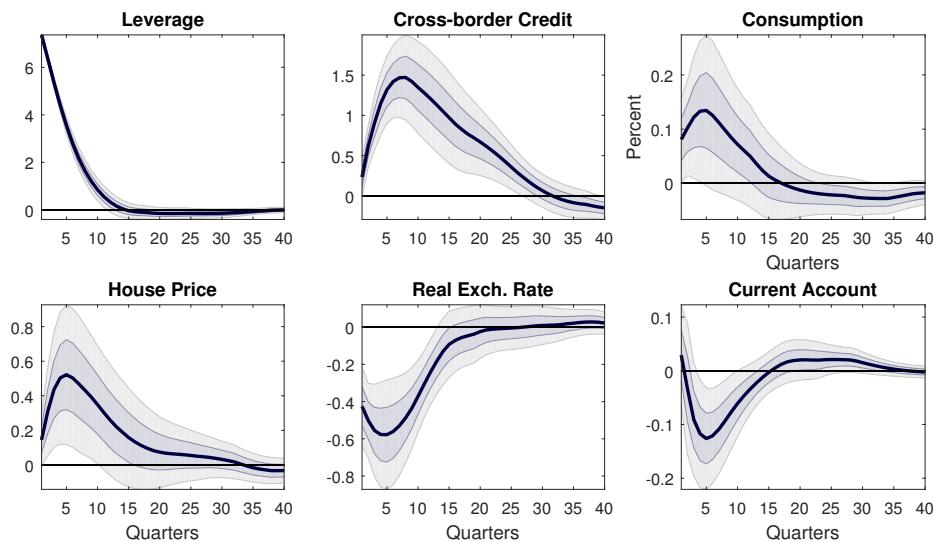 Leverage
6
4
2
0
5 10 15 20 25 30 35 40
Cross-border Credit
1.5
1
0.5
0
5 10 15 20 25 30 35 40
Consumption
Percent
0.2
0.1
0
5 10 15 20 25 30 35 40
Quarters
House Price
0.8
0.6
0.4
0.2
0
5 10 15 20 25 30 35 40
Quarters
Real Exch. Rate
0
-0.2
-0.4
-0.6
-0.8
5 10 15 20 25 30 35 40
Quarters
Current Account
0.1
0
-0.1
-0.2
5 10 15 20 25 30 35 40
Quarters